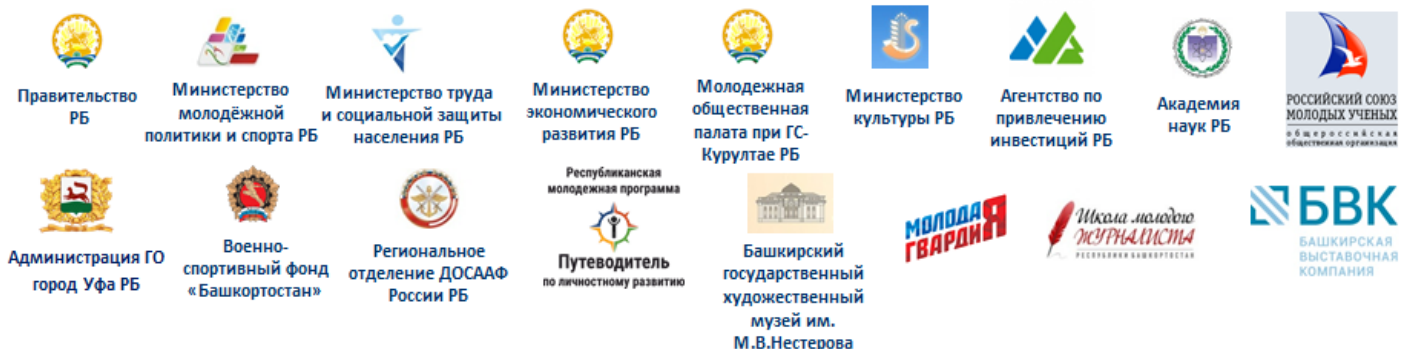 Правительство
РБ
Министерство
молодёжной
политики и спорта РБ
Министерство труда
и социальной защиты
населения РБ
Министерство
экономического
развития РБ
Молодежная
общественная
палата при ГС-
Курултае РБ
Министерство
культуры РБ
Агентство по
привлечению
инвестиций РБ
Академия
наук РБ
РОССИЙСКИЙ СОЮЗ
МОЛОДЫХ УЧЕНЫХ
общероссийская
общественная организация
Администрация ГО
город Уфа РБ
Военно-
спортивный фонд
«Башкортостан»
Региональное
отделение ДОСААФ
России РБ
Республиканская
молодежная программа
Путеводитель
по личностному развитию
Башкирский
государственный
художественный
музей им.
М.В.Нестерова
МОЛОДАЯ
ГВАРДИЯ
Школа молодого
ЖУРНАЛИСТА
РЕСПУБЛИКИ БАШКОРТОСТАН
БВК
БАШКИРСКАЯ
ВЫСТАВОЧНАЯ
КОМПАНИЯ